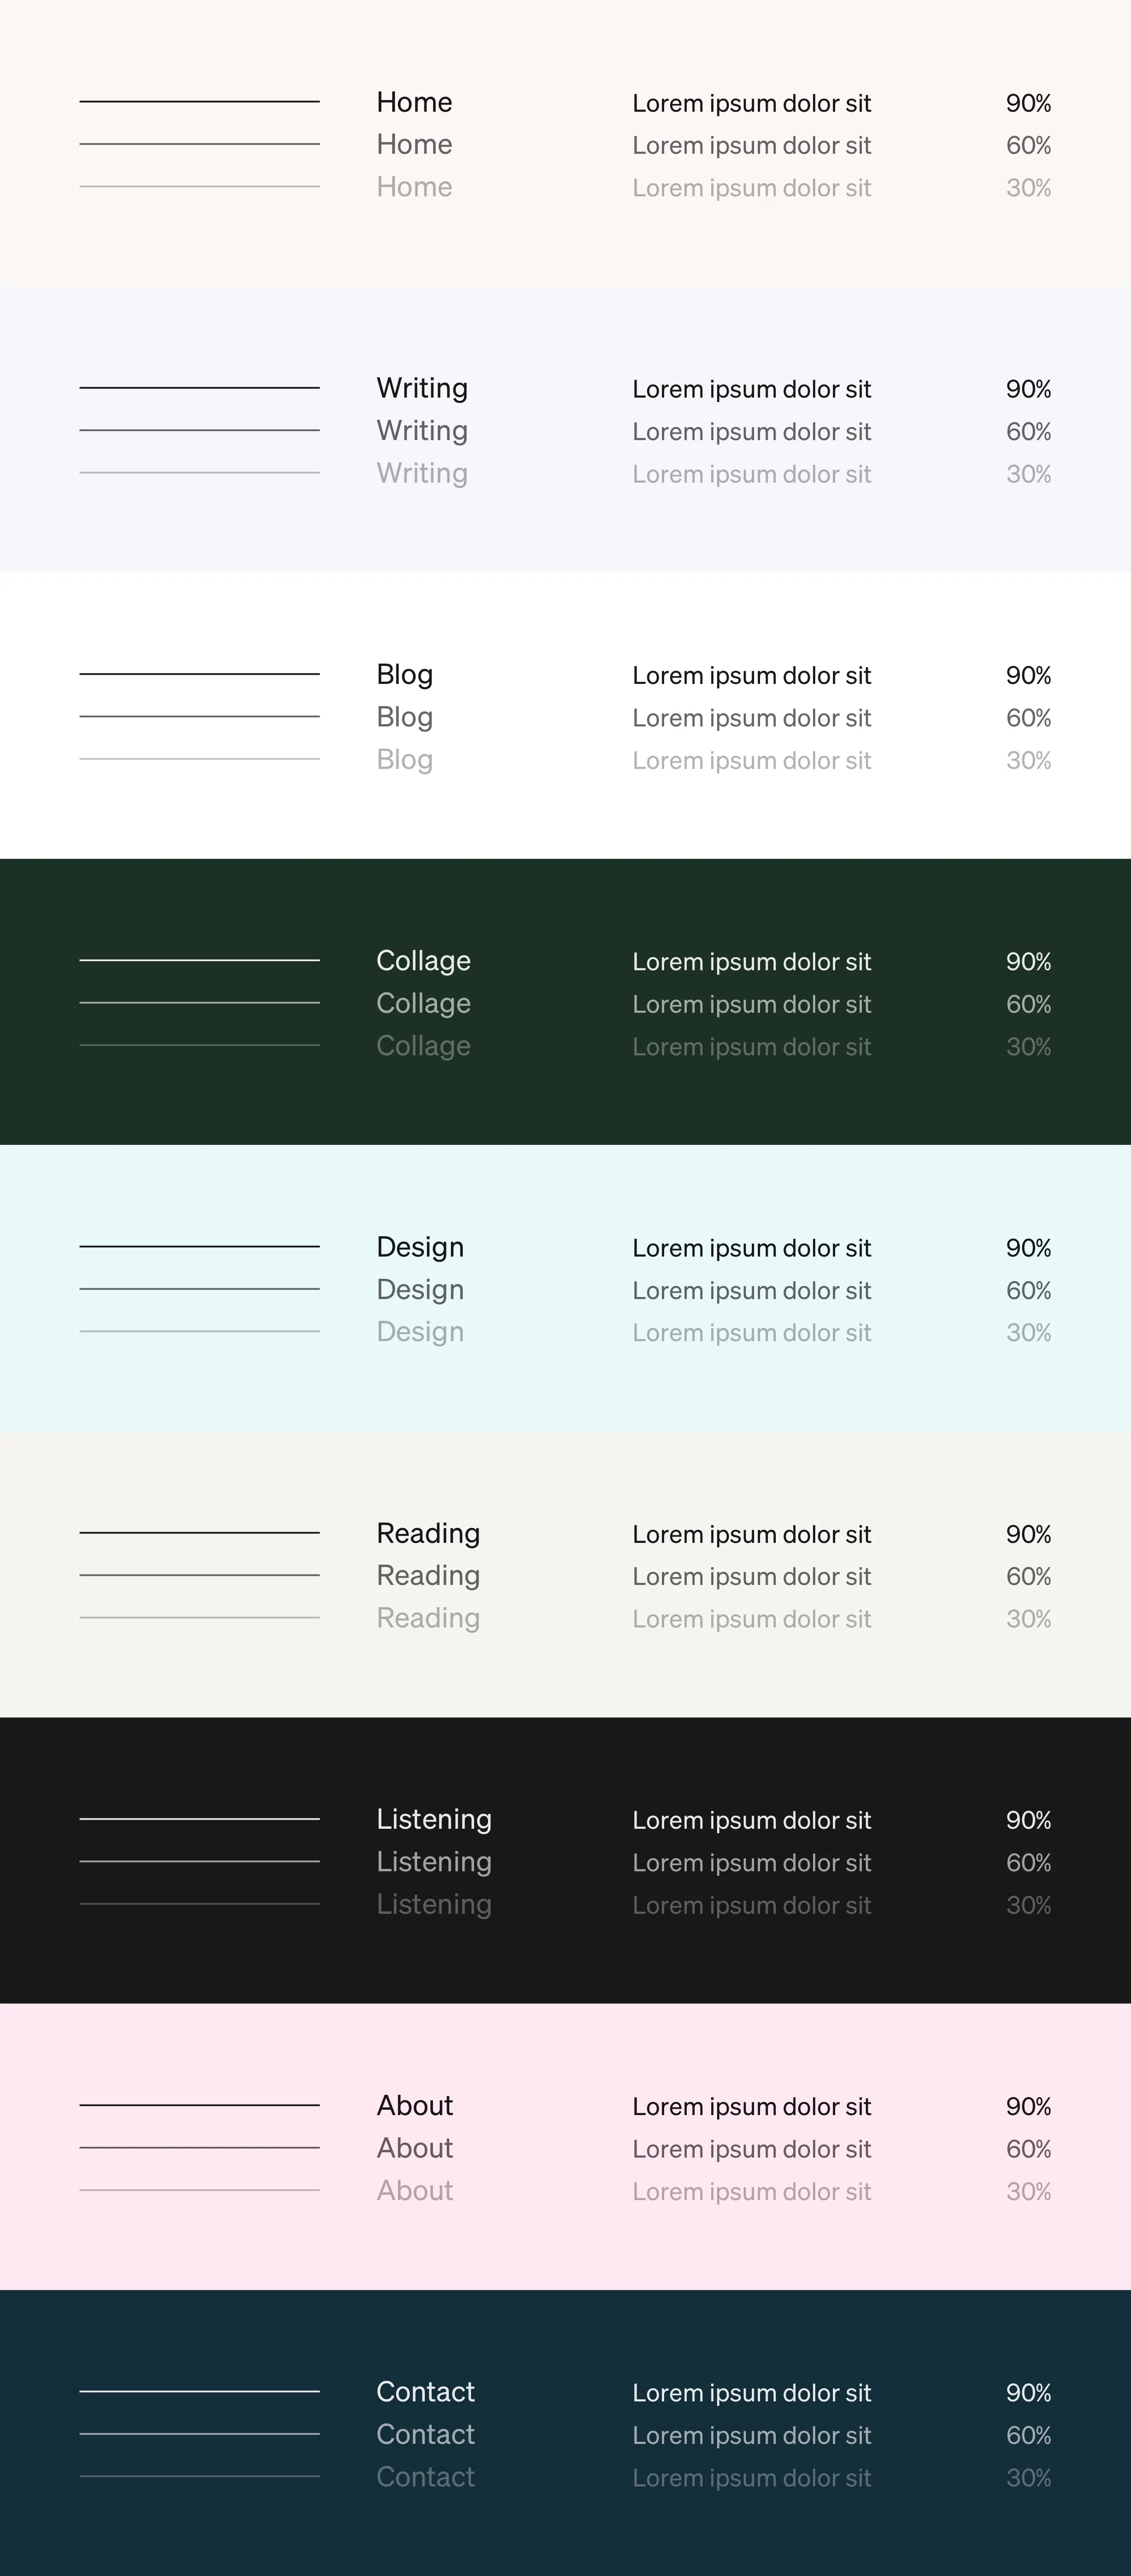 Home Lorem ipsum dolor sit 90%
Home Lorem ipsum dolor sit 60%
Home Lorem ipsum dolor sit 30%
Writing Lorem ipsum dolor sit 90%
Writing Lorem ipsum dolor sit 60%
Writing Lorem ipsum dolor sit 30%
Blog Lorem ipsum dolor sit 90%
Blog Lorem ipsum dolor sit 60%
Blog Lorem ipsum dolor sit 30%
Collage Lorem ipsum dolor sit 90%
Collage Lorem ipsum dolor sit 60%
Collage Lorem ipsum dolor sit 30%
Design Lorem ipsum dolor sit 90%
Design Lorem ipsum dolor sit 60%
Design Lorem ipsum dolor sit 30%
Reading Lorem ipsum dolor sit 90%
Reading Lorem ipsum dolor sit 60%
Reading Lorem ipsum dolor sit 30%
Listening Lorem ipsum dolor sit 90%
Listening Lorem ipsum dolor sit 60%
Listening Lorem ipsum dolor sit 30%
About Lorem ipsum dolor sit 90%
About Lorem ipsum dolor sit 60%
About Lorem ipsum dolor sit 30%
Contact Lorem ipsum dolor sit 90%
Contact Lorem ipsum dolor sit 60%
Contact Lorem ipsum dolor sit 30%